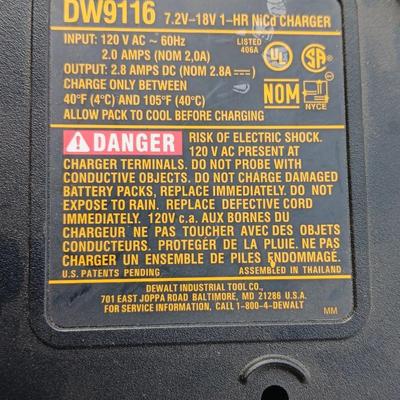 DW9116 7.2V-18V 1-HR NiCd CHARGER
INPUT: 120 V AC ~ 60Hz
2.0 AMPS (NOM 2,0A)
OUTPUT: 2.8 AMPS DC (NOM 2.8A⎓)
CHARGE ONLY BETWEEN
40°F (4°C) AND 105°F (40°C)
ALLOW PACK TO COOL BEFORE CHARGING
LISTED
406A
UL
SA
NOM
NYCE
DANGER RISK OF ELECTRIC SHOCK.
120 V AC PRESENT AT
CHARGER TERMINALS. DO NOT PROBE WITH
CONDUCTIVE OBJECTS. DO NOT CHARGE DAMAGED
BATTERY PACKS, REPLACE IMMEDIATELY. DO NOT
EXPOSE TO RAIN. REPLACE DEFECTIVE CORD
IMMEDIATELY. 120V c.a. AUX BORNES DU
CHARGEUR NE PAS TOUCHER AVEC DES OBJETS
CONDUCTEURS. PROTEGÉR DE LA PLUIE. NE PAS
CHARGER UN ENSEMBLE DE PILES ENDOMMAGÉ.
U.S. PATENTS PENDING ASSEMBLED IN THAILAND
DEWALT INDUSTRIAL TOOL CO.,
701 EAST JOPPA ROAD BALTIMORE, MD 21286 U.S.A.
FOR SERVICE INFORMATION, CALL 1-800-4-DEWALT
MM